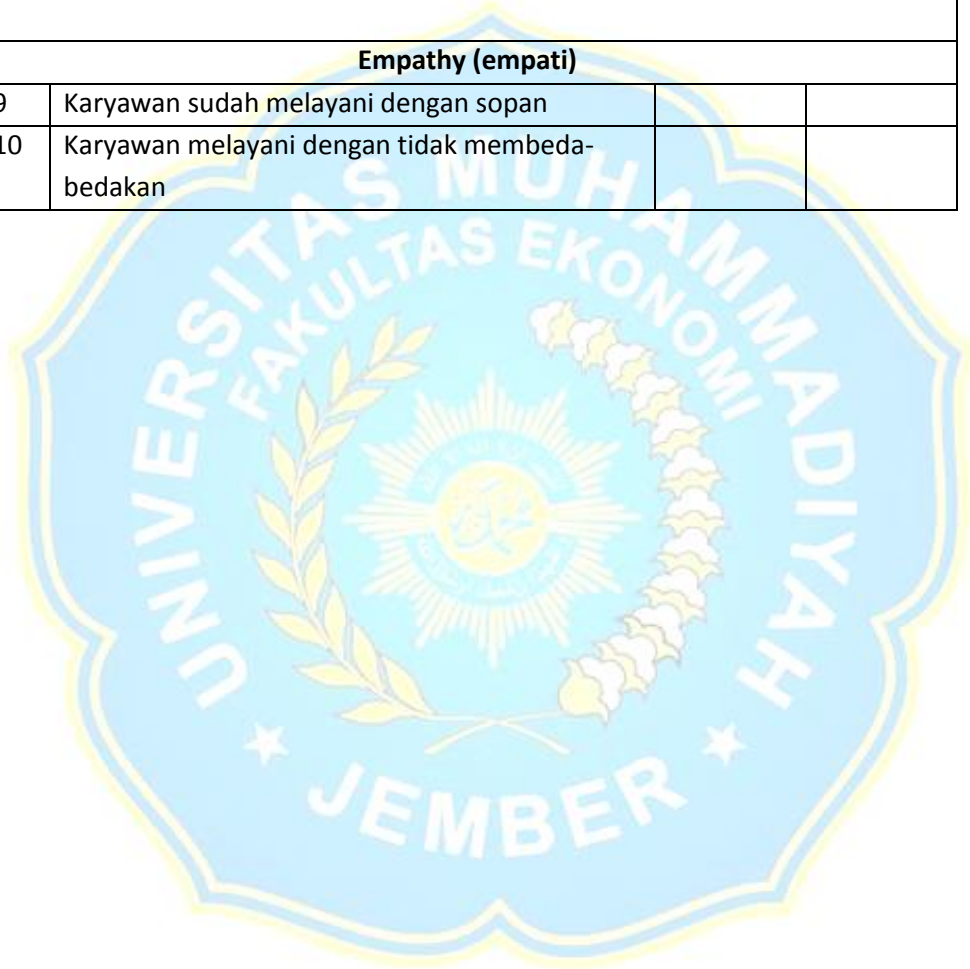 Empathy (empati)
9 Karyawan sudah melayani dengan sopan
10 Karyawan melayani dengan tidak membeda-
bedakan
UNIVERSITAS MUHAMMADIYAH
FAKULTAS EKONOMI
JEMBER